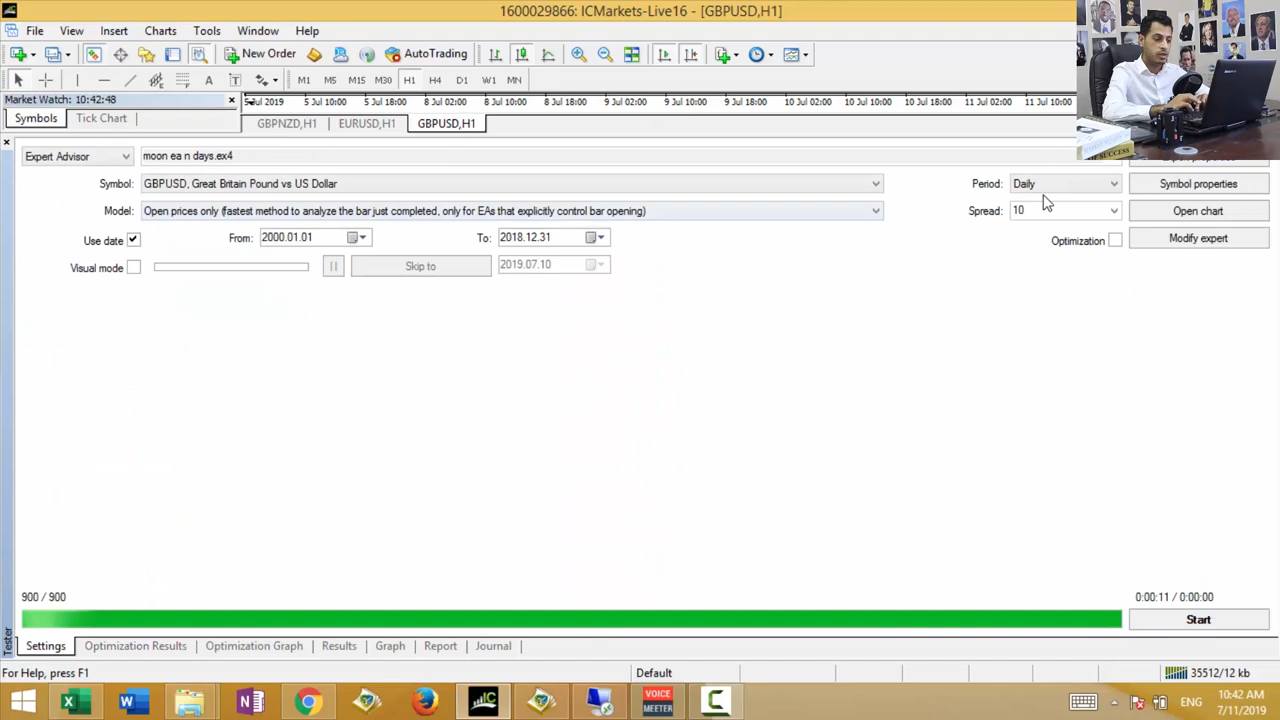 1600029866: ICMarkets-Live16 - [GBPUSD,H1]
File View Insert Charts Tools Window Help
New Order AutoTrading
A T M1 M5 M15 M30 H1 H4 D1 W1 MN
Market Watch: 10:42:48
5 Jul 10:00 5 Jul 18:00 8 Jul 02:00 8 Jul 10:00 8 Jul 18:00 9 Jul 02:00 9 Jul 10:00 9 Jul 18:00 10 Jul 02:00 10 Jul 10:00 10 Jul 18:00 11 Jul 02:00 11 Jul 10:00
Symbols Tick Chart
GBPNZD,H1 EURUSD,H1 GBPUSD,H1
Expert Advisor moon ea n days.ex4
Symbol: GBPUSD, Great Britain Pound vs US Dollar Period: Daily Symbol properties
Model: Open prices only (fastest method to analyze the bar just completed, only for EAs that explicitly control bar opening) Spread: 10 Open chart
Use date From: 2000.01.01 To: 2018.12.31 Optimization Modify expert
Visual mode Skip to 2019.07.10
900 / 900 0:00:11 / 0:00:00
Start
Tester
Settings Optimization Results Optimization Graph Results Graph Report Journal
For Help, press F1 Default 35512/12 kb
VOICE MEETER ENG 10:42 AM
7/11/2019